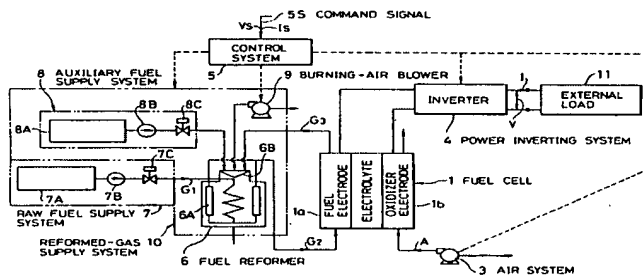 5S COMMAND SIGNAL
Vs Is
CONTROL SYSTEM
5
8 AUXILIARY FUEL SUPPLY SYSTEM
9 BURNING-AIR BLOWER
I
11
8B
8C
8A
INVERTER
EXTERNAL LOAD
V
4 POWER INVERTING SYSTEM
G3
7C
6B
7B
7A
G1
6A
FUEL ELECTRODE
ELECTROLYTE
OXIDIZER ELECTRODE
1 FUEL CELL
1a
1b
RAW FUEL SUPPLY SYSTEM 7
REFORMED-GAS 10 SUPPLY SYSTEM
6 FUEL REFORMER
G2
A
3 AIR SYSTEM